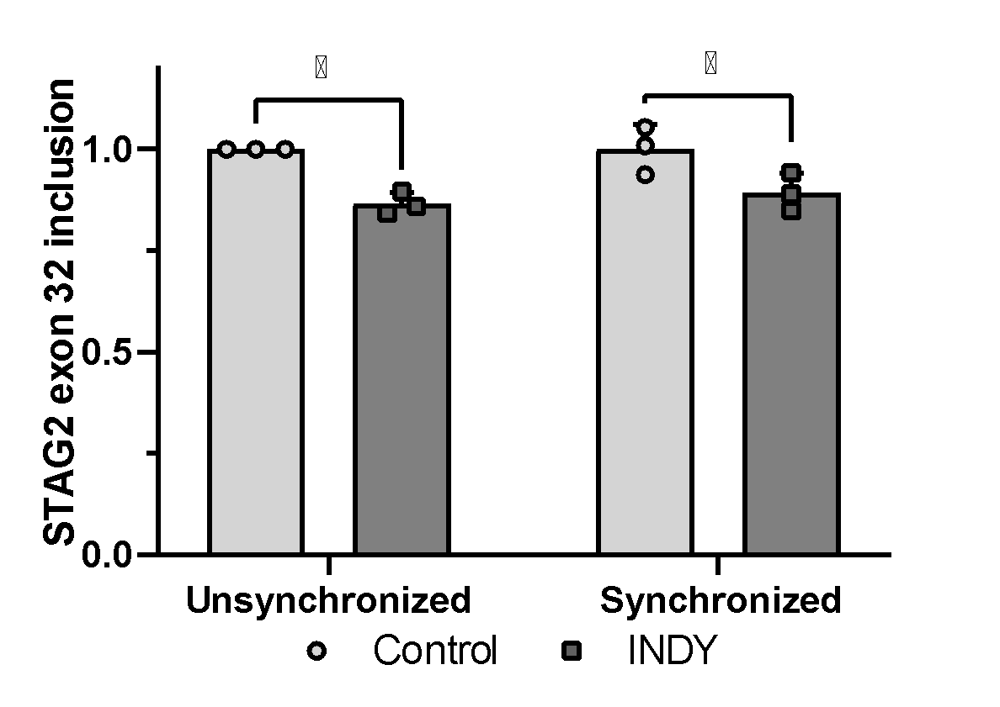 STAG2 exon 32 inclusion
1.0
0.5
0.0
Unsynchronized Synchronized
Control INDY